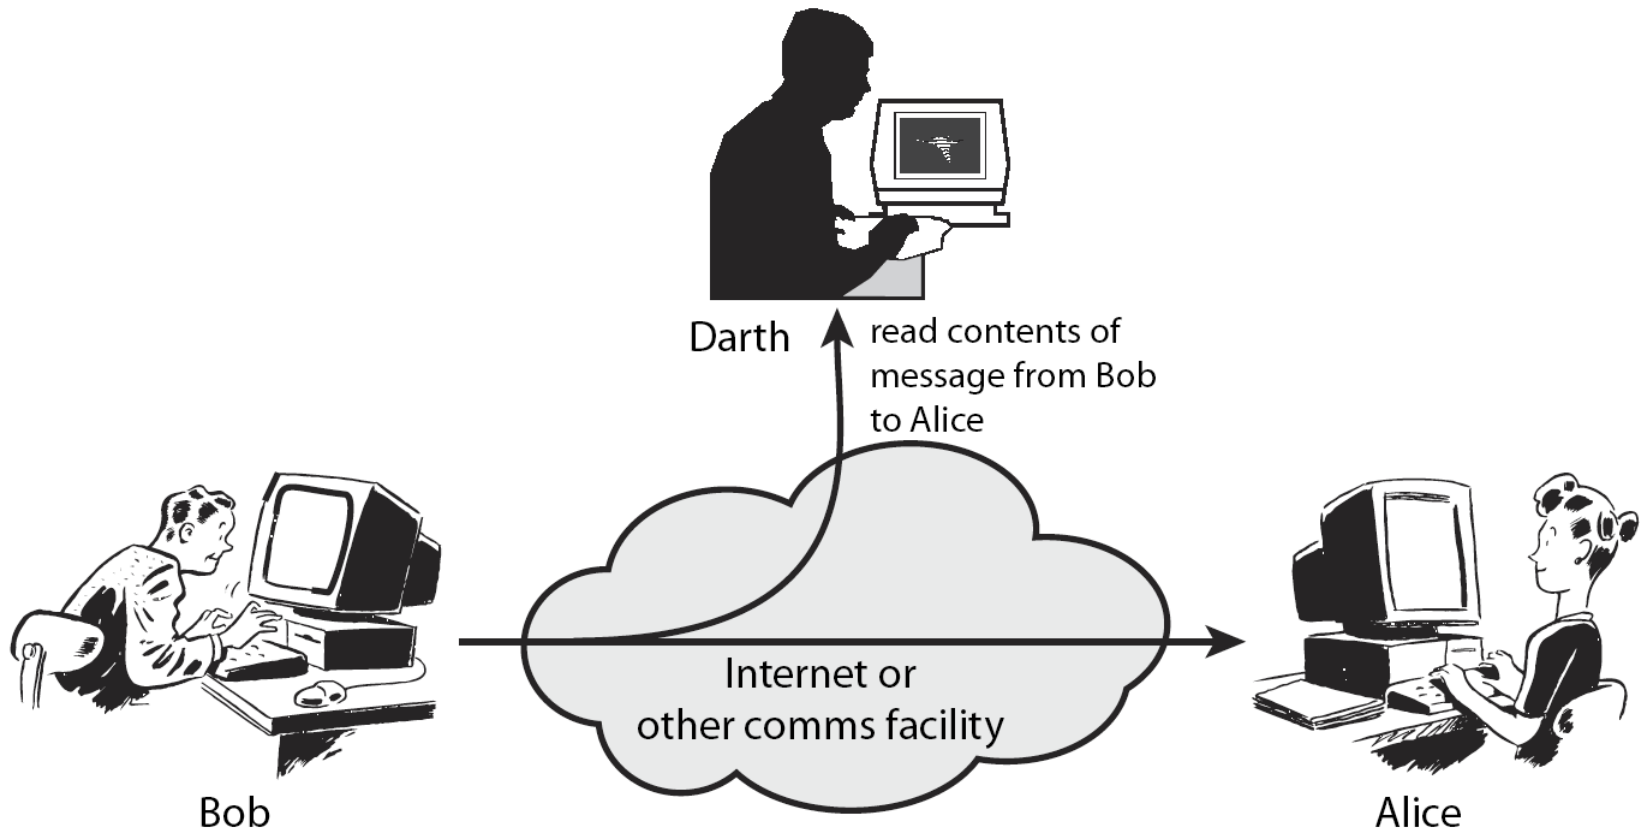 Darth
read contents of
message from Bob
to Alice
Internet or
other comms facility
Bob
Alice